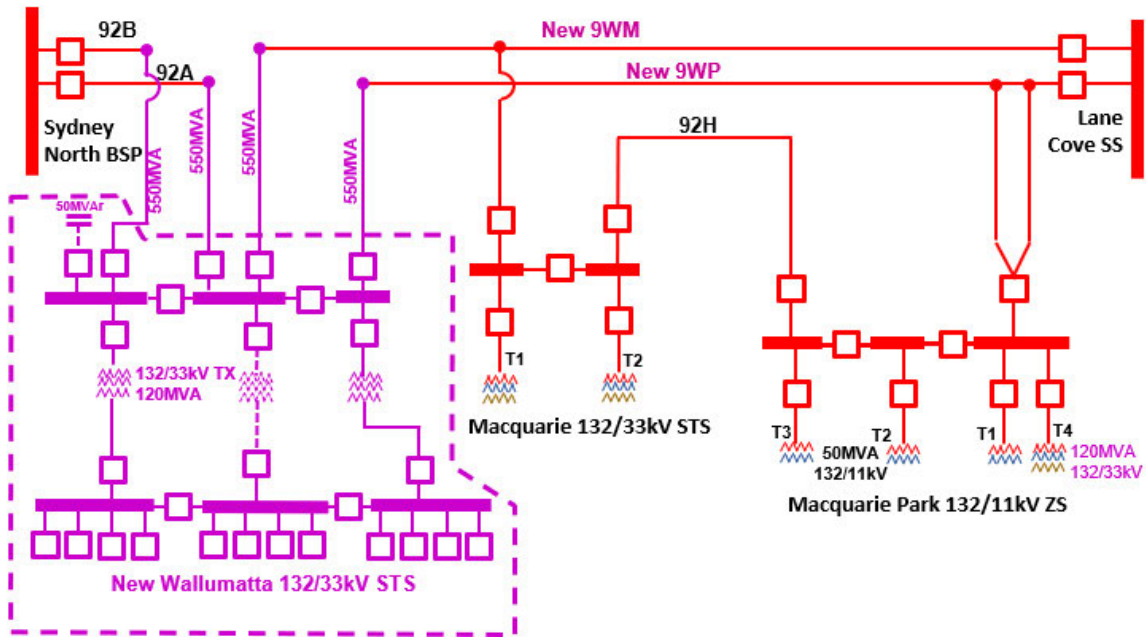 92B
92A
New 9WM
New 9WP
Sydney
North BSP
Lane
Cove SS
92H
550MVA
550MVA
550MVA
550MVA
50MVAr
132/33kV TX
120MVA
T1
T2
Macquarie 132/33kV STS
T3
50MVA
132/11kV
T2
T1
T4
120MVA
132/33kV
Macquarie Park 132/11kV ZS
New Wallumatta 132/33kV STS